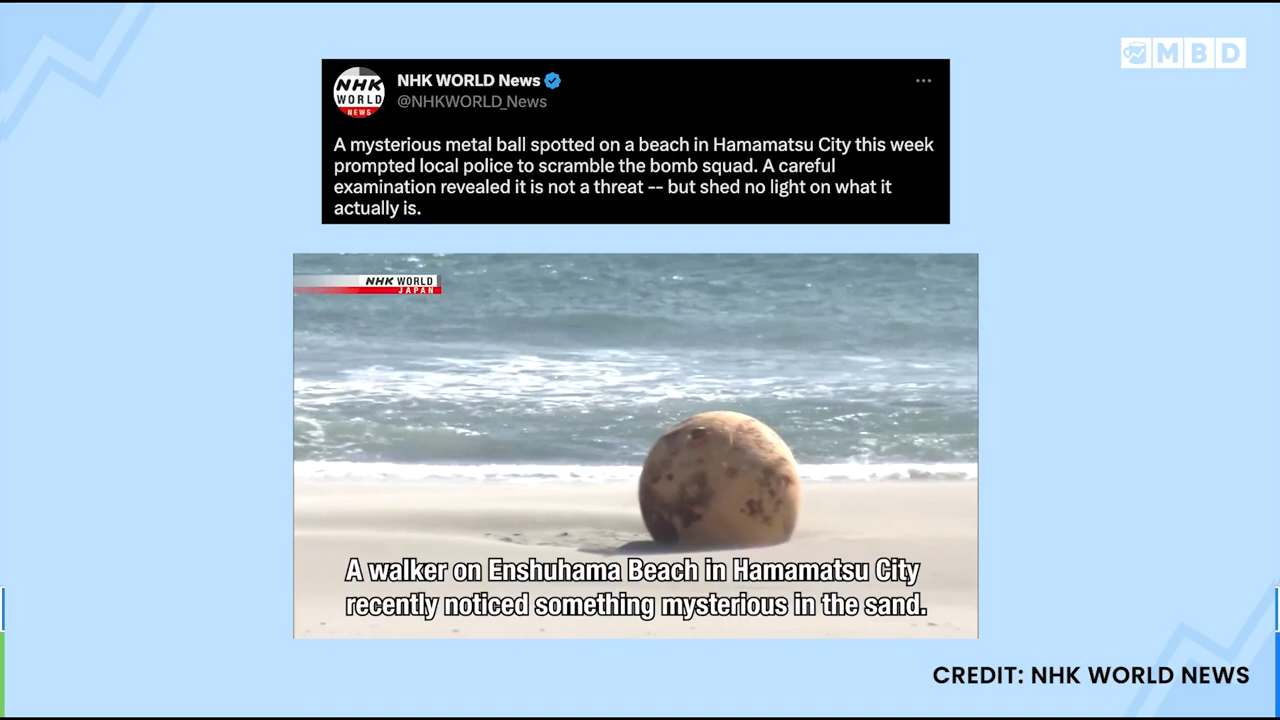 MBD
NHK WORLD News
@NHKWORLD_News
NHK
WORLD
NEWS
A mysterious metal ball spotted on a beach in Hamamatsu City this week
prompted local police to scramble the bomb squad. A careful
examination revealed it is not a threat -- but shed no light on what it
actually is.
NHK WORLD
JAPAN
A walker on Enshuhama Beach in Hamamatsu City
recently noticed something mysterious in the sand.
CREDIT: NHK WORLD NEWS